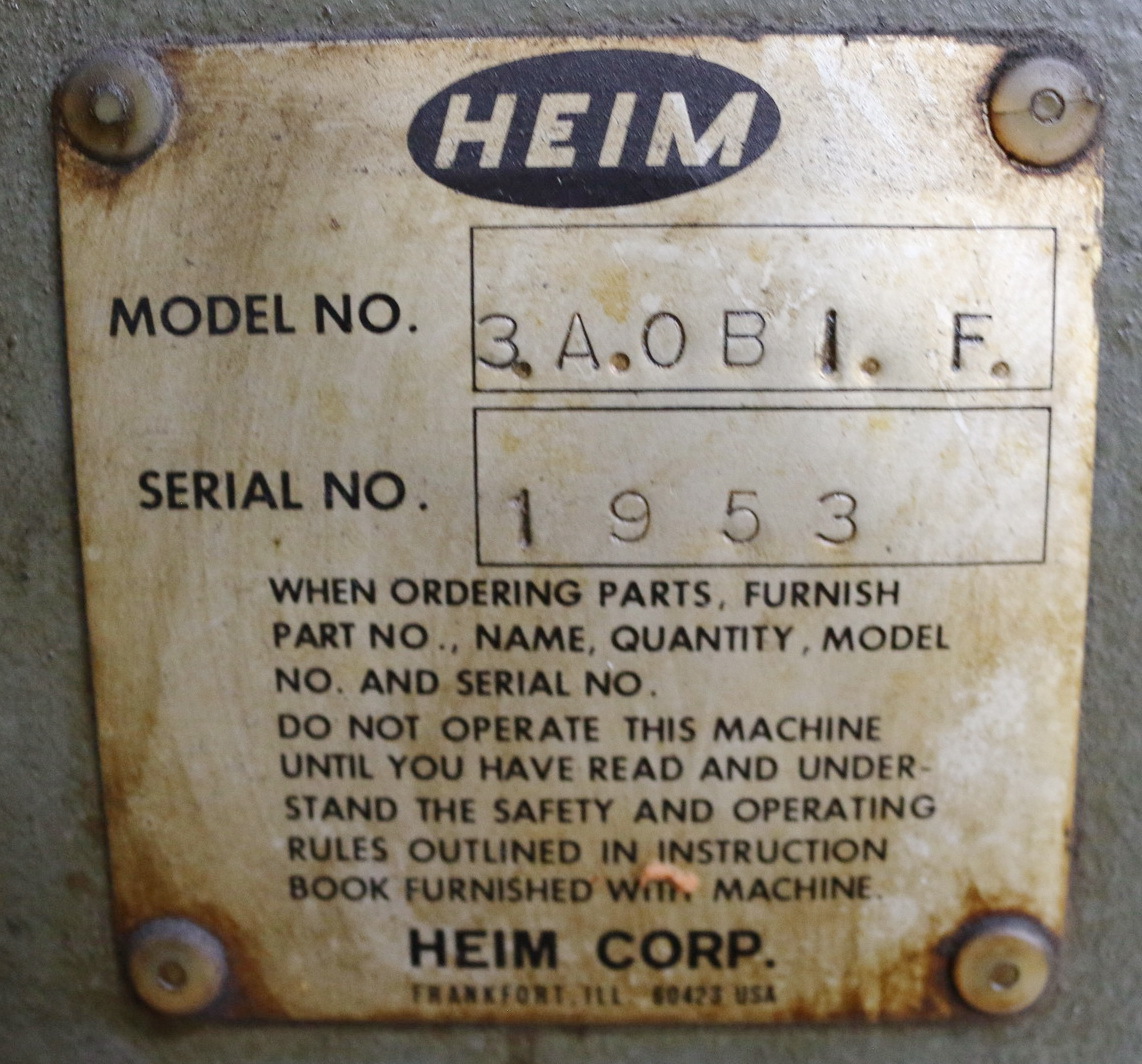 HEIM
MODEL NO. 3.A.0B1. F.
SERIAL NO. 1953
WHEN ORDERING PARTS, FURNISH
PART NO., NAME, QUANTITY, MODEL
NO. AND SERIAL NO.
DO NOT OPERATE THIS MACHINE
UNTIL YOU HAVE READ AND UNDER-
STAND THE SAFETY AND OPERATING
RULES OUTLINED IN INSTRUCTION
BOOK FURNISHED WITH MACHINE.
HEIM CORP.
FRANKFORT, ILL 60423 USA